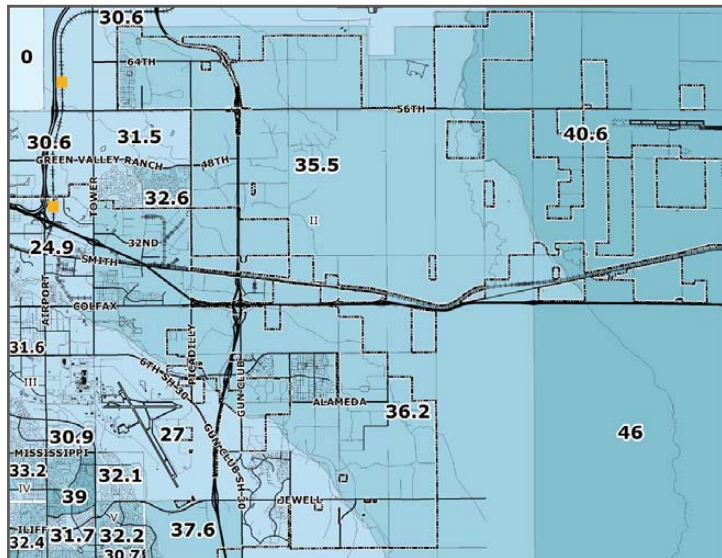 30.6
0
64TH
56TH
40.6
30.6
31.5
GREEN VALLEY RANCH
48TH
35.5
TOWER
32.6
II
24.9
32ND
SMITH
AIRPORT
COLFAX
31.6
PICADILLY
6TH-SH-30
GUN CLUB
III
ALAMEDA
36.2
30.9
27
46
MISSISSIPPI
GUN CLUB-SH-30
33.2
32.1
IV
39
JEWELL
V
37.6
ILIFF
31.7
32.2
32.4
30.7